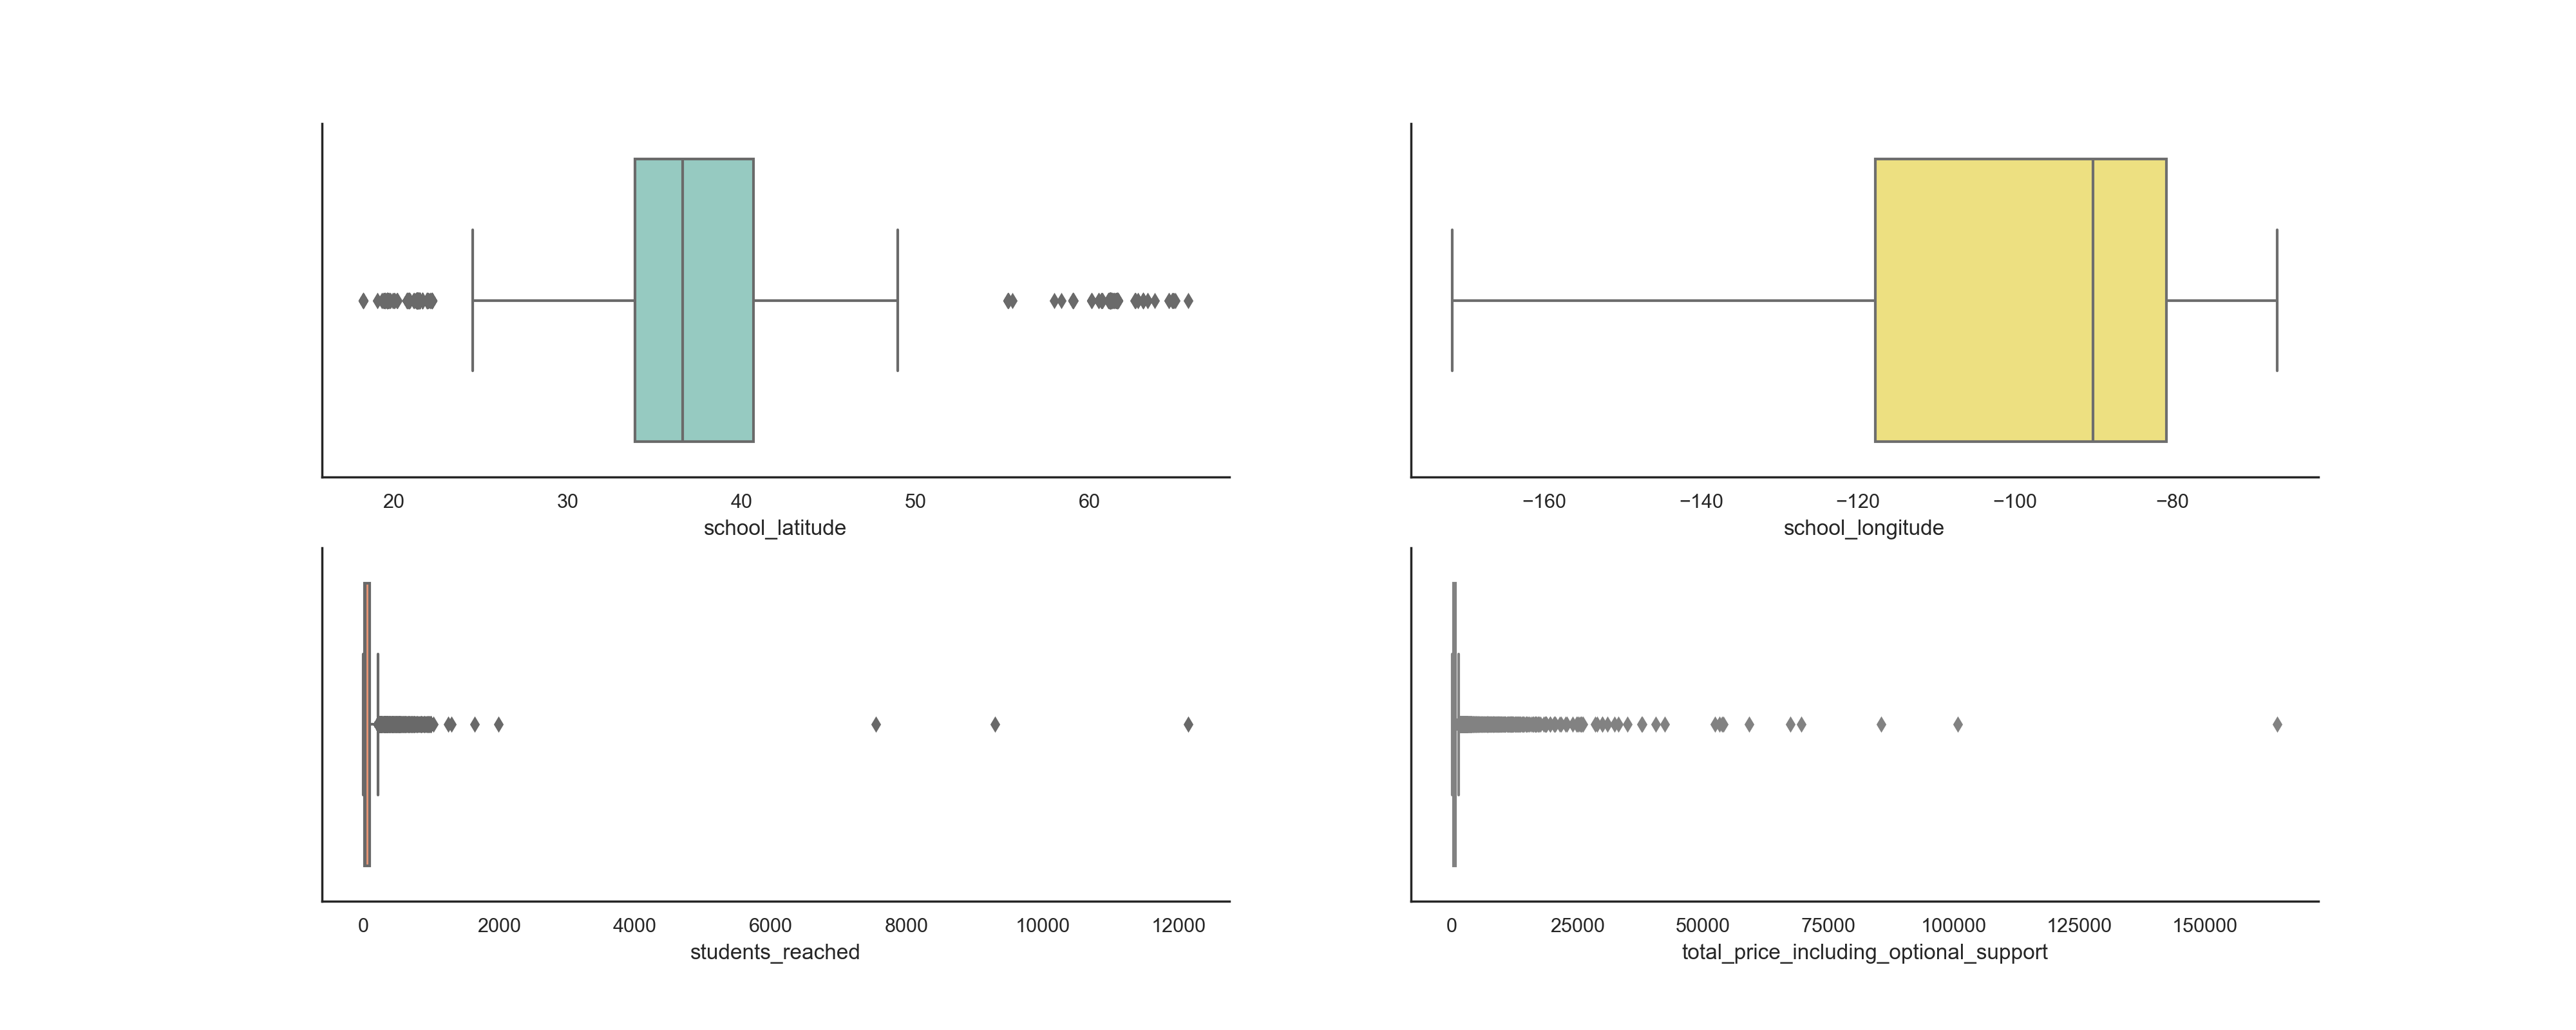 20 30 40 50 60
school_latitude
−160 −140 −120 −100 −80
school_longitude
0 2000 4000 6000 8000 10000 12000
students_reached
0 25000 50000 75000 100000 125000 150000
total_price_including_optional_support